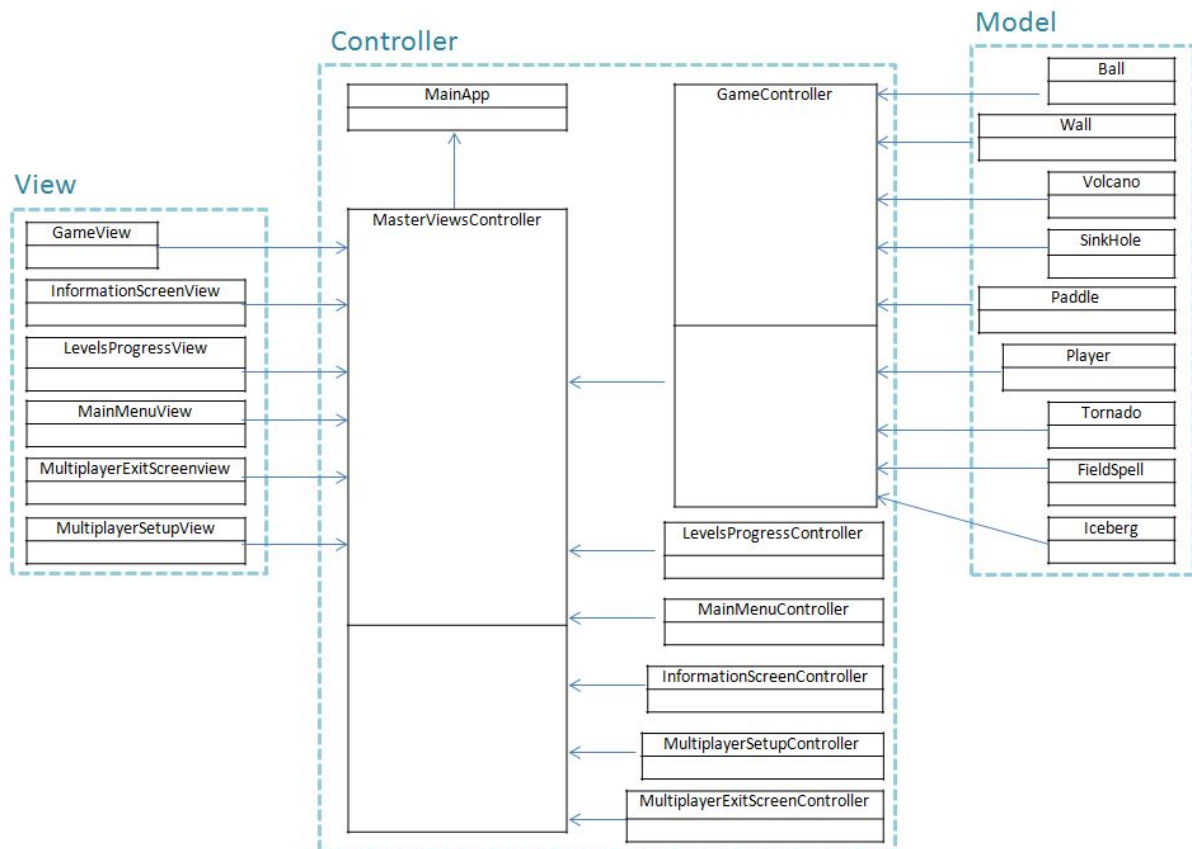 View
GameView
InformationScreenView
LevelsProgressView
MainMenuView
MultiplayerExitScreenview
MultiplayerSetupView
Controller
MainApp
MasterViewsController
GameController
LevelsProgressController
MainMenuController
InformationScreenController
MultiplayerSetupController
MultiplayerExitScreenController
Model
Ball
Wall
Volcano
SinkHole
Paddle
Player
Tornado
FieldSpell
Iceberg